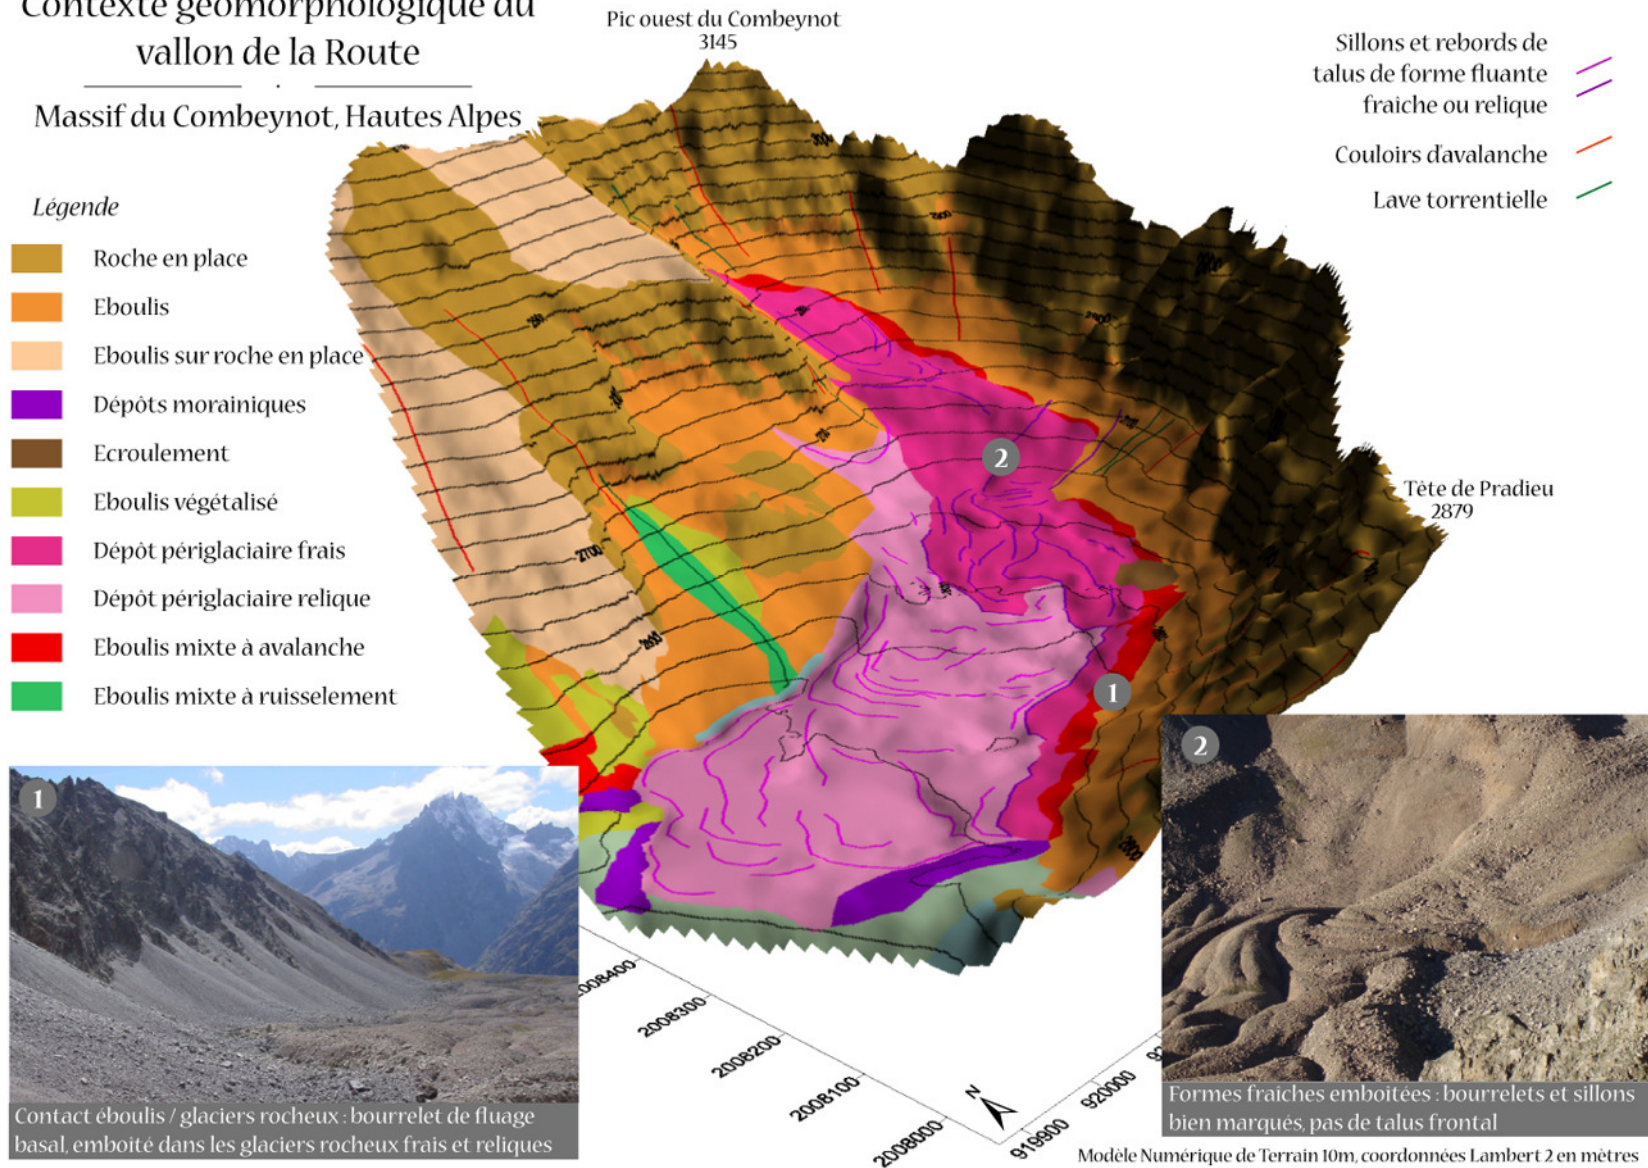 Contexte géomorphologique du
vallon de la Route
Massif du Combeynot, Hautes Alpes
Pic ouest du Combeynot
3145
Sillons et rebords de
talus de forme fluante
fraiche ou relique
Couloirs d'avalanche
Lave torrentielle
Légende
Roche en place
Eboulis
Eboulis sur roche en place
Dépôts morainiques
Ecroulement
Eboulis végétalisé
Dépôt périglaciaire frais
Dépôt périglaciaire relique
Eboulis mixte à avalanche
Eboulis mixte à ruisselement
Tête de Pradieu
2879
2700
2
1
1
2
2008400
2008300
2008200
2008100
2008000
N
919900
920000
Contact éboulis / glaciers rocheux : bourrelet de fluage
basal, emboité dans les glaciers rocheux frais et reliques
Formes fraiches emboitées : bourrelets et sillons
bien marqués, pas de talus frontal
Modèle Numérique de Terrain 10m, coordonnées Lambert 2 en mètres